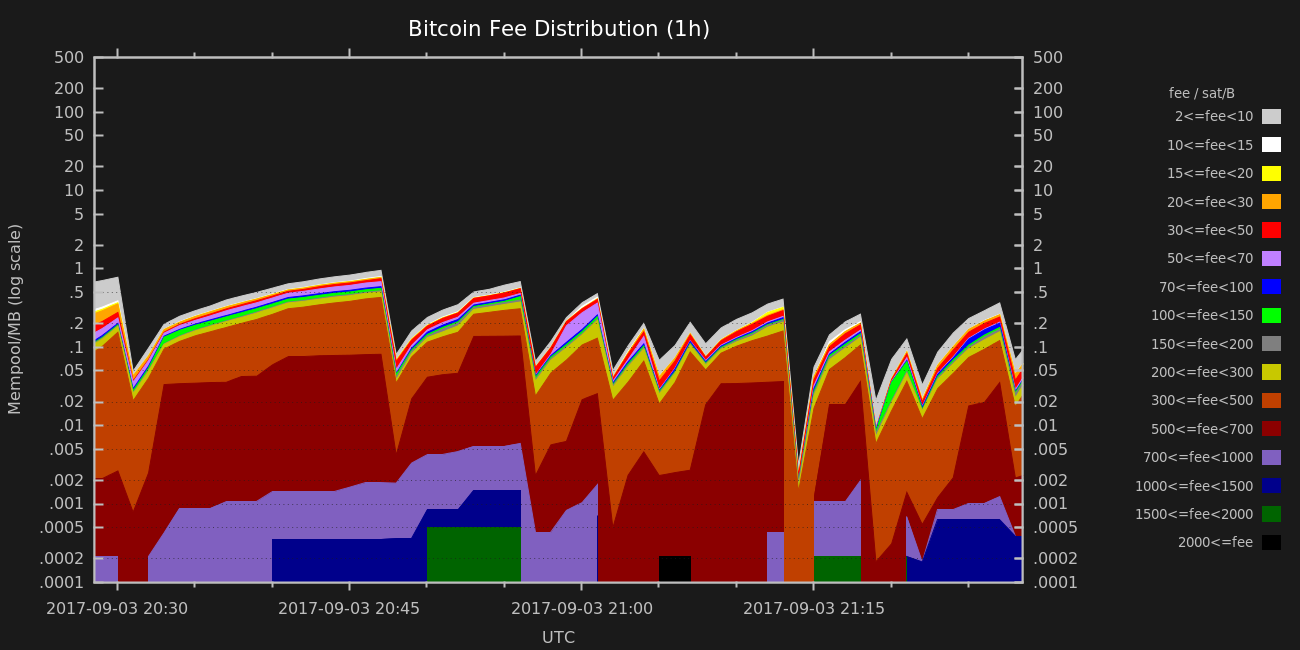 Bitcoin Fee Distribution (1h)
Mempool/MB (log scale)
500
200
100
50
20
10
5
2
1
.5
.2
.1
.05
.02
.01
.005
.002
.001
.0005
.0002
.0001
500
200
100
50
20
10
5
2
1
.5
.2
.1
.05
.02
.01
.005
.002
.001
.0005
.0002
.0001
2017-09-03 20:30
2017-09-03 20:45
2017-09-03 21:00
2017-09-03 21:15
UTC
fee / sat/B
2<=fee<10
10<=fee<15
15<=fee<20
20<=fee<30
30<=fee<50
50<=fee<70
70<=fee<100
100<=fee<150
150<=fee<200
200<=fee<300
300<=fee<500
500<=fee<700
700<=fee<1000
1000<=fee<1500
1500<=fee<2000
2000<=fee